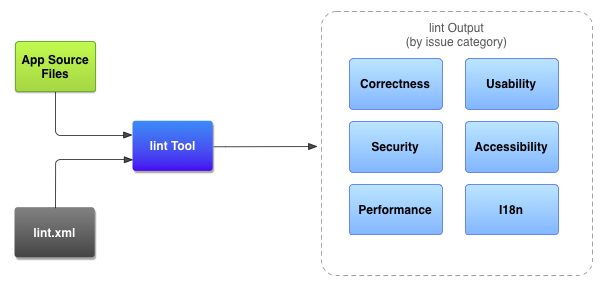 App Source
Files
lint Tool
lint.xml
lint Output
(by issue category)
Correctness
Usability
Security
Accessibility
Performance
I18n